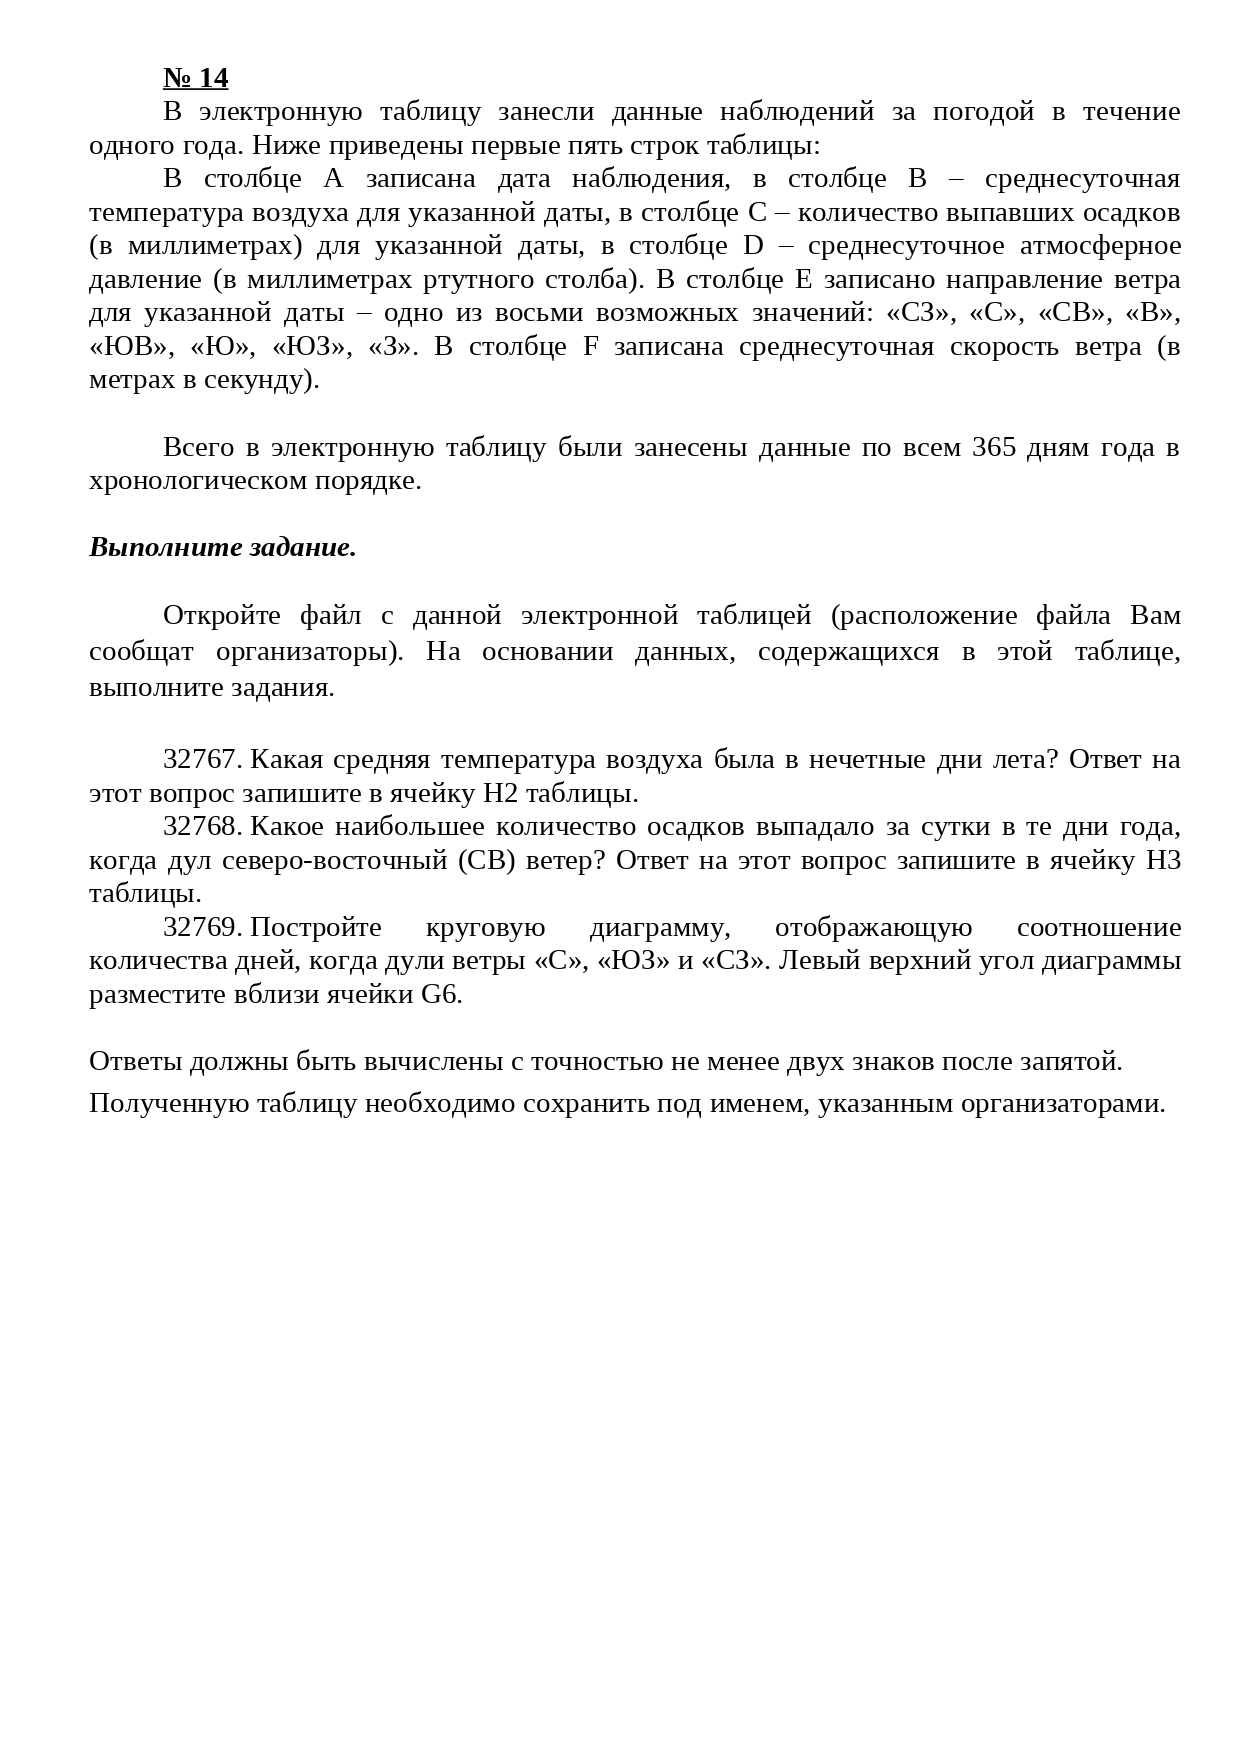 № 14
В электронную таблицу занесли данные наблюдений за погодой в течение
одного года. Ниже приведены первые пять строк таблицы:
В столбце A записана дата наблюдения, в столбце B – среднесуточная
температура воздуха для указанной даты, в столбце C – количество выпавших осадков
(в миллиметрах) для указанной даты, в столбце D – среднесуточное атмосферное
давление (в миллиметрах ртутного столба). В столбце E записано направление ветра
для указанной даты – одно из восьми возможных значений: «СЗ», «С», «СВ», «В»,
«ЮВ», «Ю», «ЮЗ», «З». В столбце F записана среднесуточная скорость ветра (в
метрах в секунду).
Всего в электронную таблицу были занесены данные по всем 365 дням года в
хронологическом порядке.
Выполните задание.
Откройте файл с данной электронной таблицей (расположение файла Вам
сообщат организаторы). На основании данных, содержащихся в этой таблице,
выполните задания.
32767. Какая средняя температура воздуха была в нечетные дни лета? Ответ на
этот вопрос запишите в ячейку H2 таблицы.
32768. Какое наибольшее количество осадков выпадало за сутки в те дни года,
когда дул северо-восточный (СВ) ветер? Ответ на этот вопрос запишите в ячейку H3
таблицы.
32769. Постройте круговую диаграмму, отображающую соотношение
количества дней, когда дули ветры «С», «ЮЗ» и «СЗ». Левый верхний угол диаграммы
разместите вблизи ячейки G6.
Ответы должны быть вычислены с точностью не менее двух знаков после запятой.
Полученную таблицу необходимо сохранить под именем, указанным организаторами.